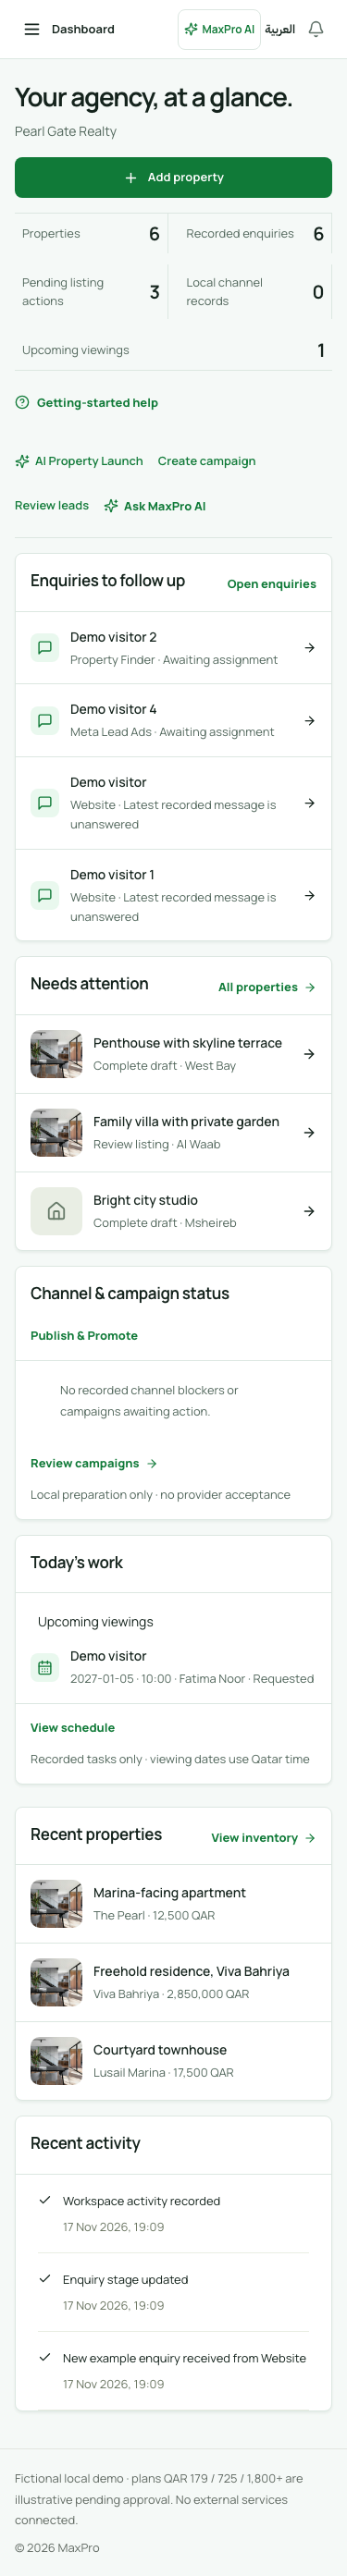 Dashboard
MaxPro AI
العربية
Your agency, at a glance.
Pearl Gate Realty
Add property
Properties 6
Recorded enquiries 6
Pending listing
actions 3
Local channel
records 0
Upcoming viewings 1
Getting-started help
AI Property Launch
Create campaign
Review leads
Ask MaxPro AI
Enquiries to follow up
Open enquiries
Demo visitor 2
Property Finder · Awaiting assignment
Demo visitor 4
Meta Lead Ads · Awaiting assignment
Demo visitor
Website · Latest recorded message is
unanswered
Demo visitor 1
Website · Latest recorded message is
unanswered
Needs attention
All properties
Penthouse with skyline terrace
Complete draft · West Bay
Family villa with private garden
Review listing · Al Waab
Bright city studio
Complete draft · Msheireb
Channel & campaign status
Publish & Promote
No recorded channel blockers or
campaigns awaiting action.
Review campaigns
Local preparation only · no provider acceptance
Today's work
Upcoming viewings
Demo visitor
2027-01-05 · 10:00 · Fatima Noor · Requested
View schedule
Recorded tasks only · viewing dates use Qatar time
Recent properties
View inventory
Marina-facing apartment
The Pearl · 12,500 QAR
Freehold residence, Viva Bahriya
Viva Bahriya · 2,850,000 QAR
Courtyard townhouse
Lusail Marina · 17,500 QAR
Recent activity
Workspace activity recorded
17 Nov 2026, 19:09
Enquiry stage updated
17 Nov 2026, 19:09
New example enquiry received from Website
17 Nov 2026, 19:09
Fictional local demo · plans QAR 179 / 725 / 1,800+ are
illustrative pending approval. No external services
connected.
© 2026 MaxPro